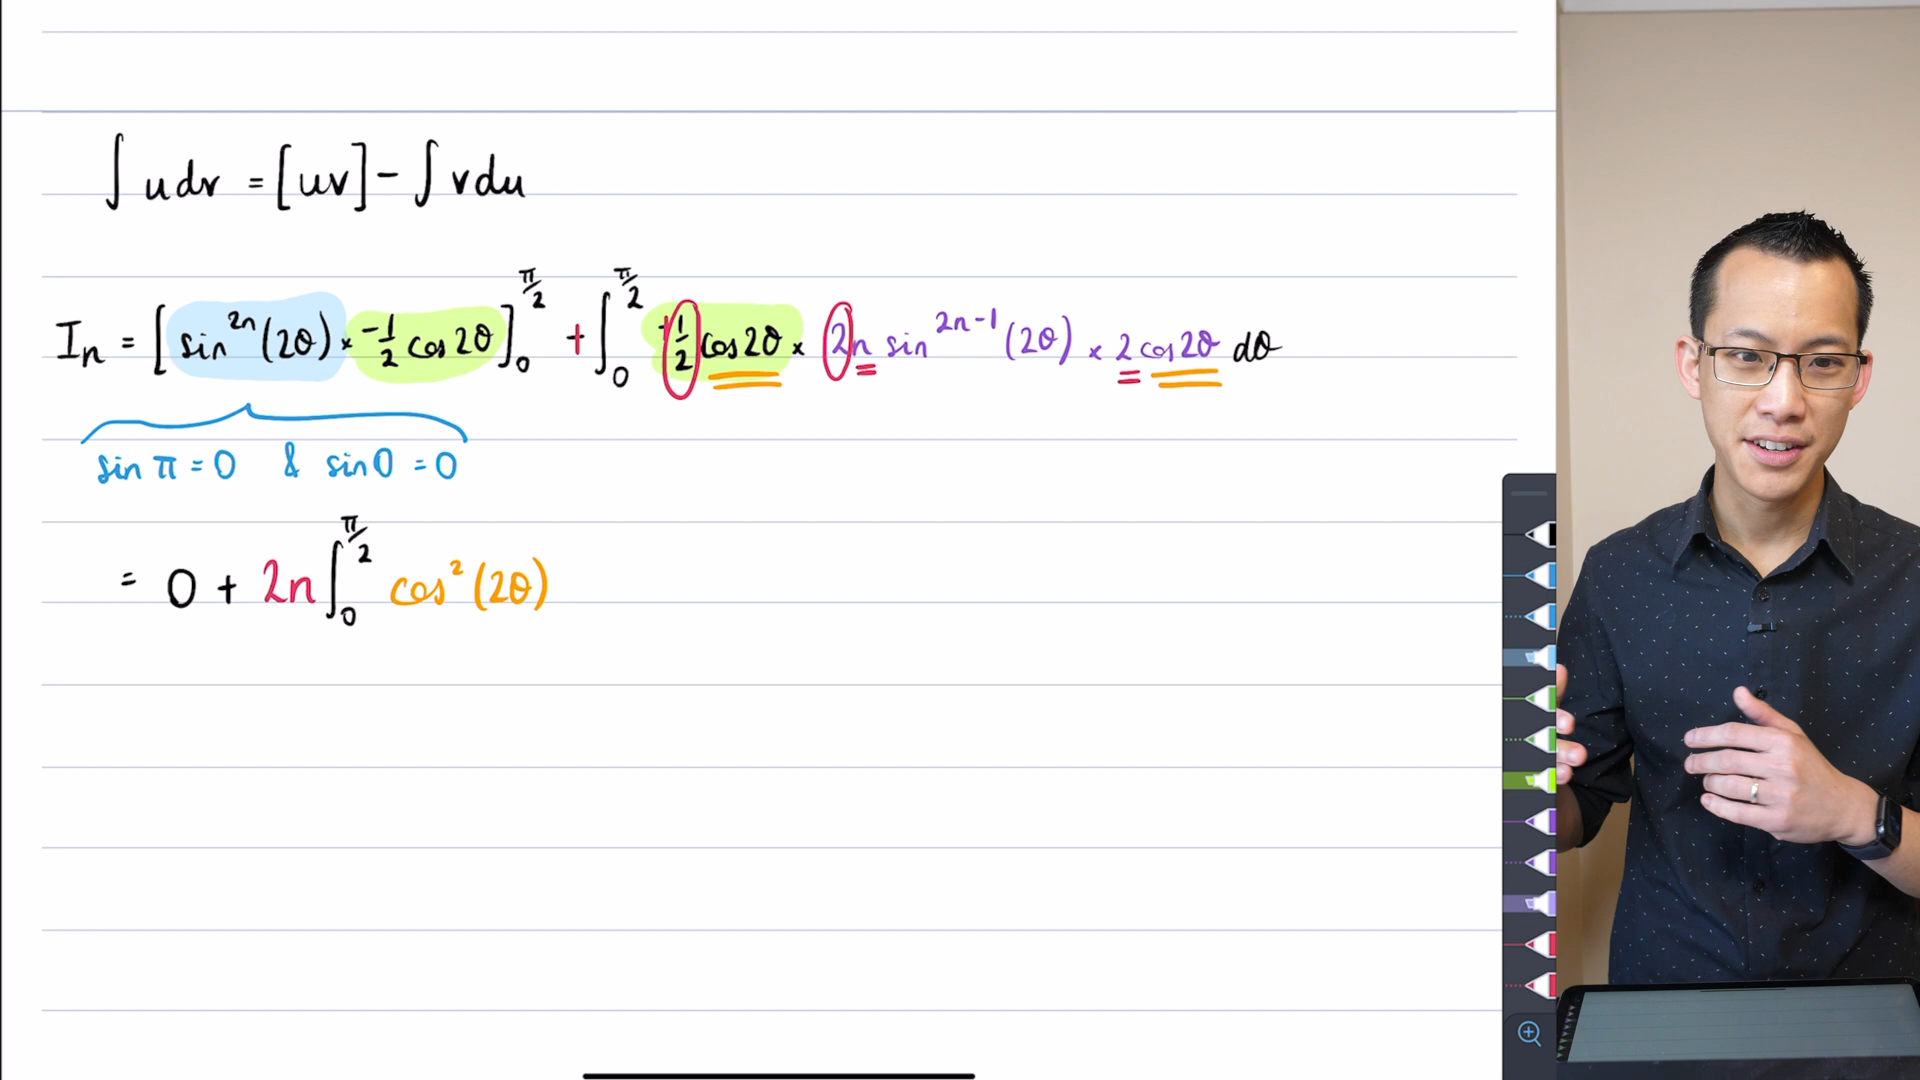 ∫ u dv = [uv] - ∫ v du
Iₙ = [sin²ⁿ(2θ) × -1/2 cos 2θ]₀^(π/2) + ∫₀^(π/2) +1/2 cos 2θ × 2n sin²ⁿ⁻¹(2θ) × 2 cos 2θ dθ
sin π = 0 & sin 0 = 0
= 0 + 2n ∫₀^(π/2) cos²(2θ)